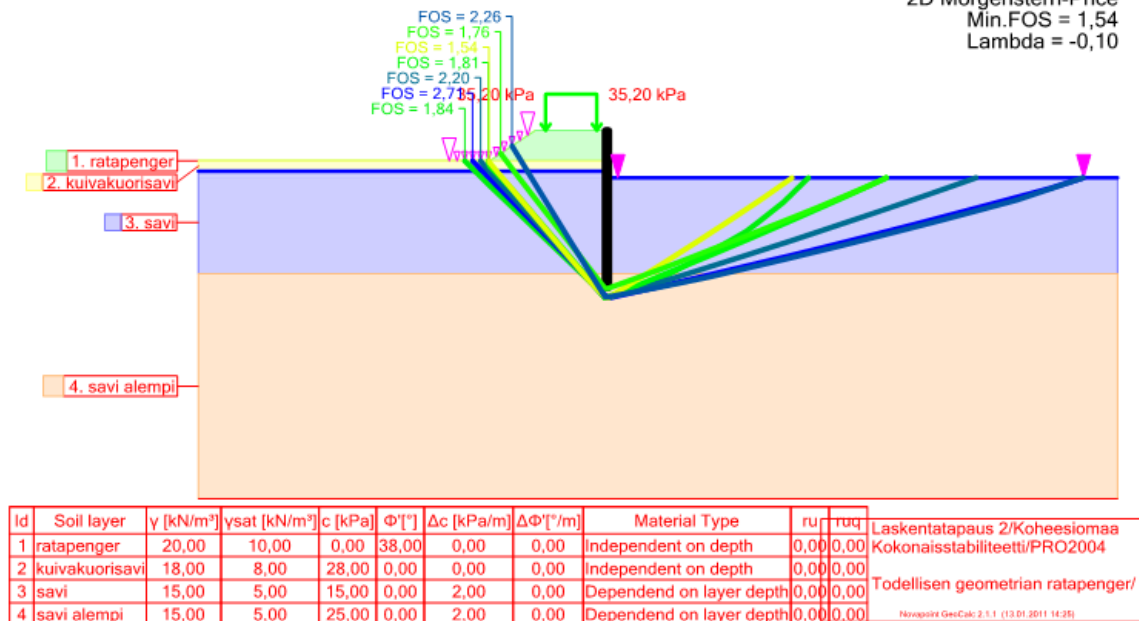 2D Morgenstern-Price
Min.FOS = 1,54
Lambda = -0,10
FOS = 2,26
FOS = 1,76
FOS = 1,54
FOS = 1,81
FOS = 2,20
FOS = 2,71
35,20 kPa
35,20 kPa
FOS = 1,84
1. ratapenger
2. kuivakuorisavi
3. savi
4. savi alempi
Id Soil layer γ [kN/m³] γsat [kN/m³] c [kPa] Φ'[°] Δc [kPa/m] ΔΦ'[°/m] Material Type ru ruq
1 ratapenger 20,00 10,00 0,00 38,00 0,00 0,00 Independent on depth 0,00 0,00
2 kuivakuorisavi 18,00 8,00 28,00 0,00 0,00 0,00 Independent on depth 0,00 0,00
3 savi 15,00 5,00 15,00 0,00 2,00 0,00 Dependend on layer depth 0,00 0,00
4 savi alempi 15,00 5,00 25,00 0,00 2,00 0,00 Dependend on layer depth 0,00 0,00
Laskentatapaus 2/Koheesiomaa
Kokonaisstabiliteetti/PRO2004
Todellisen geometrian ratapenger/
Novapoint GeoCalc 2.1.1 (13.01.2011 14:25)